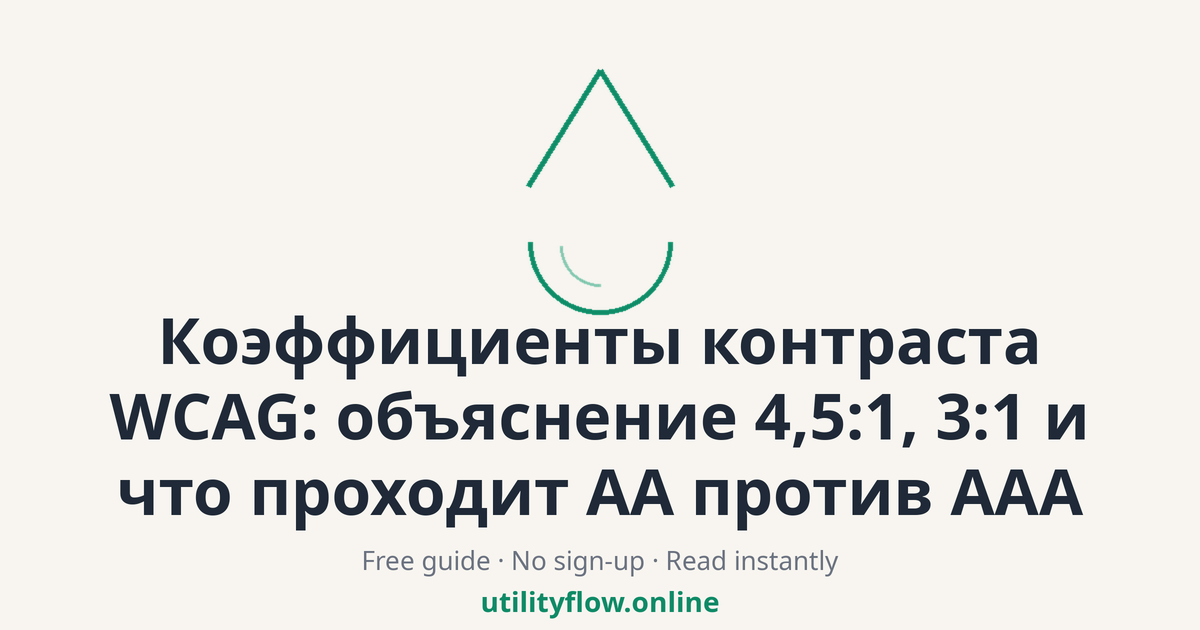 Коэффициенты контраста
WCAG: объяснение 4,5:1, 3:1 и
что проходит AA против AAA
Free guide · No sign-up · Read instantly
utilityflow.online